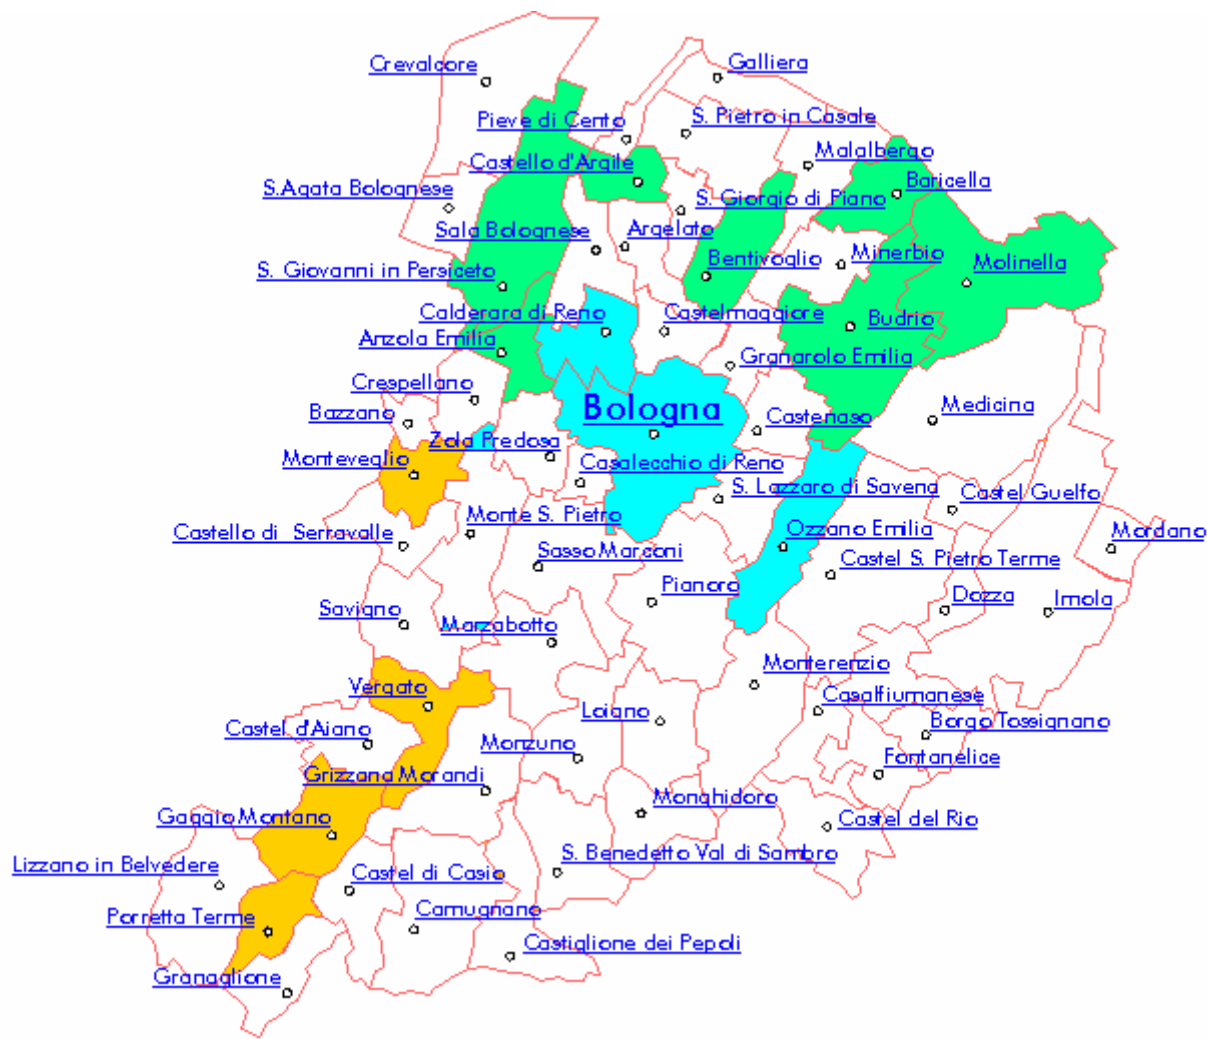 Galliera
Crevalcore
S. Pietro in Casale
Pieve di Cento
Malalbergo
Castello d'Argile
Baricella
S.Agata Bolognese
S. Giorgio di Piano
Sala Bolognese
Argelato
Bentivoglio
Minerbio
Molinella
S. Giovanni in Persiceto
Calderara di Reno
Castelmaggiore
Budrio
Anzola Emilia
Granarolo Emilia
Crespellano
Bazzano
Bologna
Castenaso
Medicina
Zola Predosa
Monteveglio
Casalecchio di Reno
S. Lazzaro di Savena
Castel Guelfo
Castello di Serravalle
Monte S. Pietro
Ozzano Emilia
Mordano
Sasso Marconi
Castel S. Pietro Terme
Pianoro
Savigno
Marzabotto
Dozza
Imola
Monterenzio
Vergato
Casalfiumanese
Loiano
Borgo Tossignano
Castel d'Aiano
Monzuno
Fontanelice
Grizzana Morandi
Monghidoro
Gaggio Montano
Castel del Rio
Lizzano in Belvedere
Castel di Casio
S. Benedetto Val di Sambro
Porretta Terme
Camugnano
Castiglione dei Pepoli
Granaglione